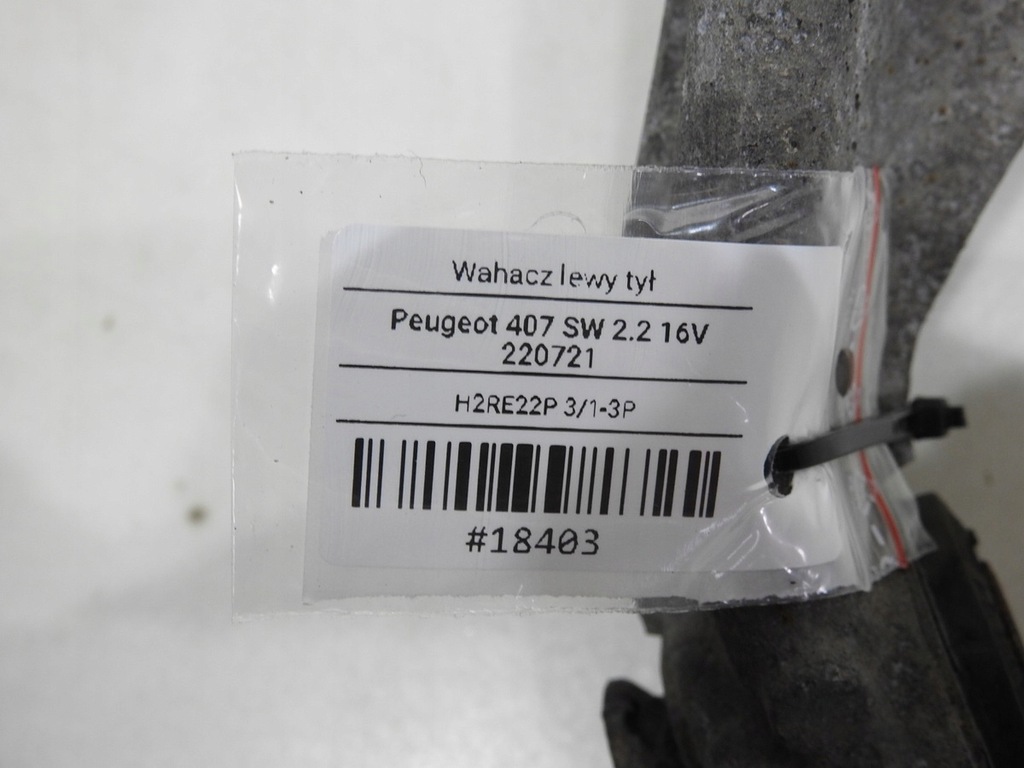 Wahacz lewy tył
Peugeot 407 SW 2.2 16V
220721
H2RE22P 3/1-3P
#18403